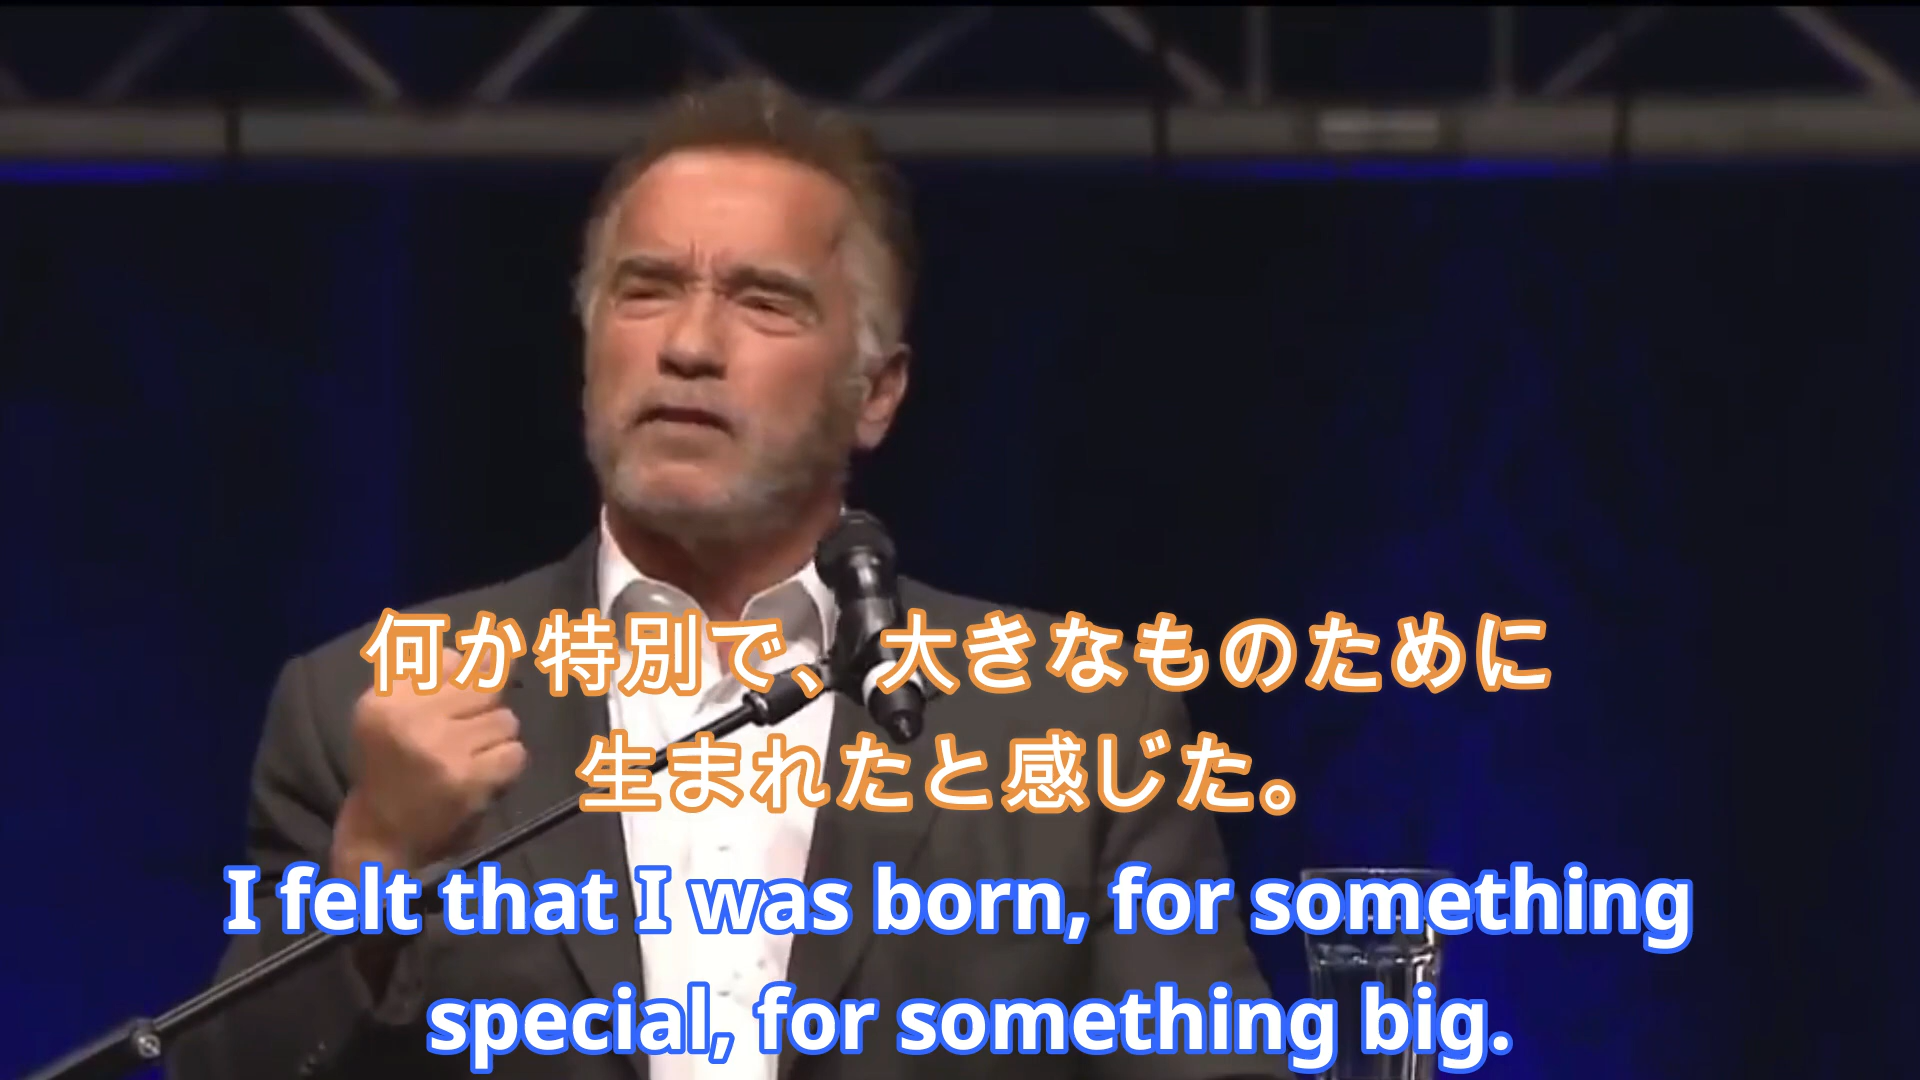 何か特別で、大きなものために
生まれたと感じた。
I felt that I was born, for something
special, for something big.